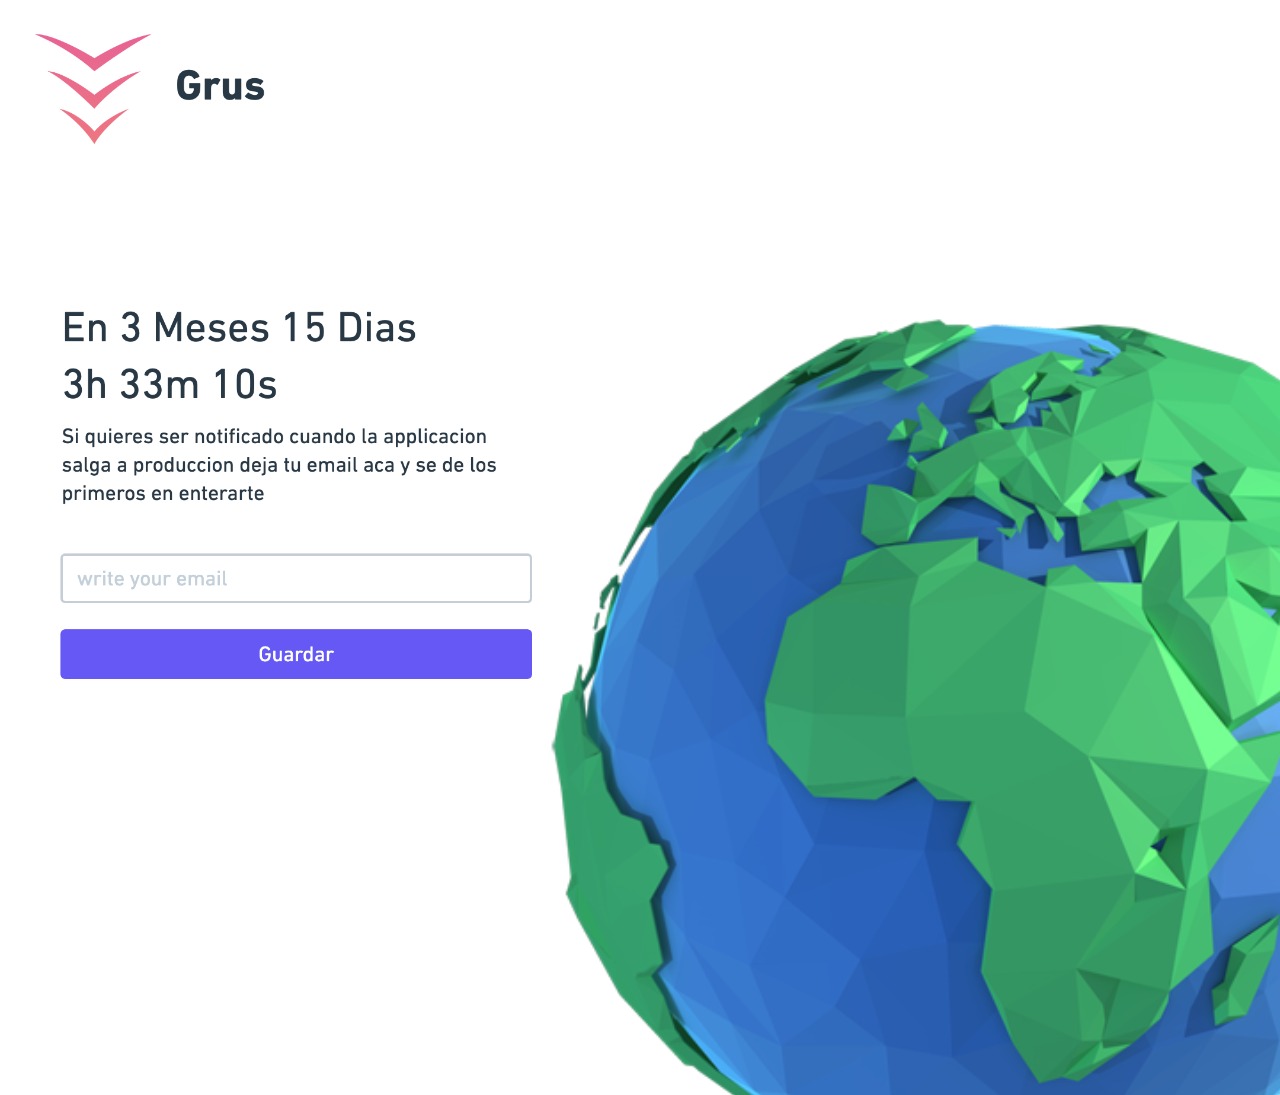 Grus
En 3 Meses 15 Dias
3h 33m 10s
Si quieres ser notificado cuando la applicacion
salga a produccion deja tu email aca y se de los
primeros en enterarte
write your email
Guardar